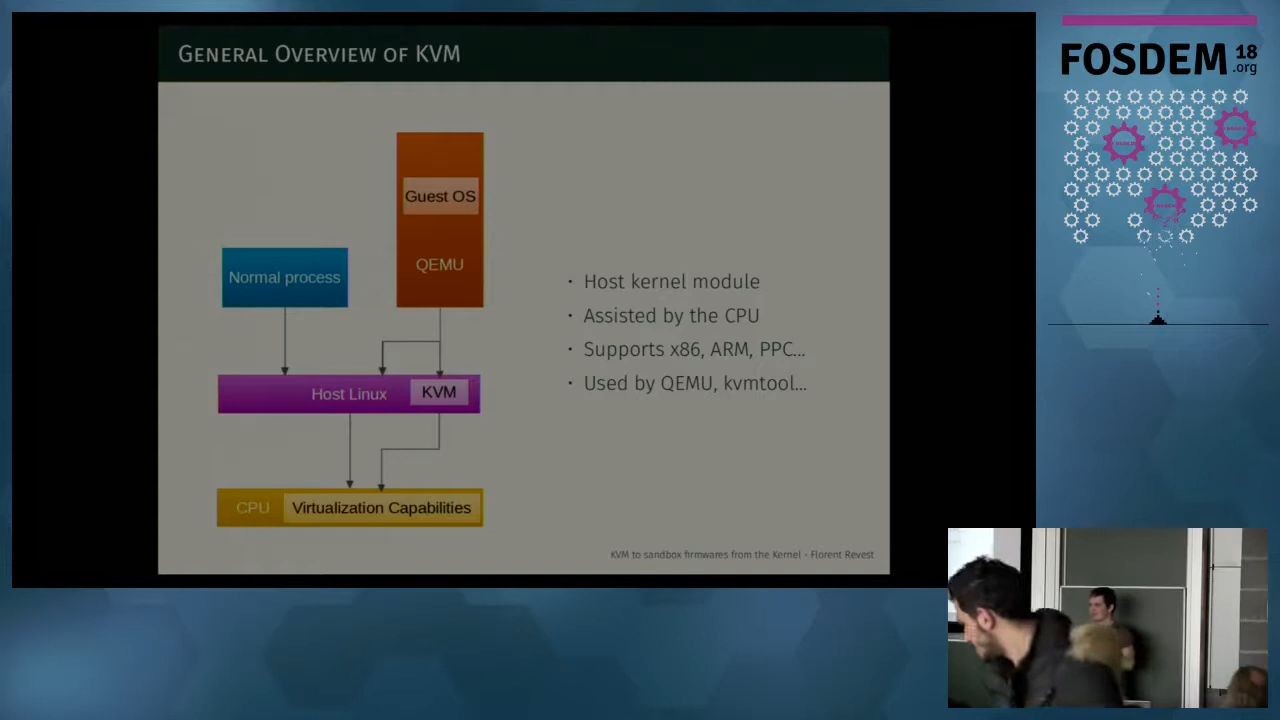 GENERAL OVERVIEW OF KVM
Guest OS
QEMU
Normal process
Host Linux
KVM
CPU
Virtualization Capabilities
• Host kernel module
• Assisted by the CPU
• Supports x86, ARM, PPC...
• Used by QEMU, kvmtool...
KVM to sandbox firmwares from the Kernel - Florent Revest
FOSDEM 18
.org